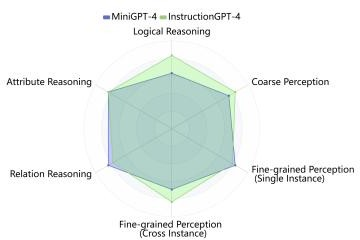 MiniGPT-4 InstructionGPT-4
Logical Reasoning
Attribute Reasoning
Coarse Perception
Relation Reasoning
Fine-grained Perception
(Single Instance)
Fine-grained Perception
(Cross Instance)